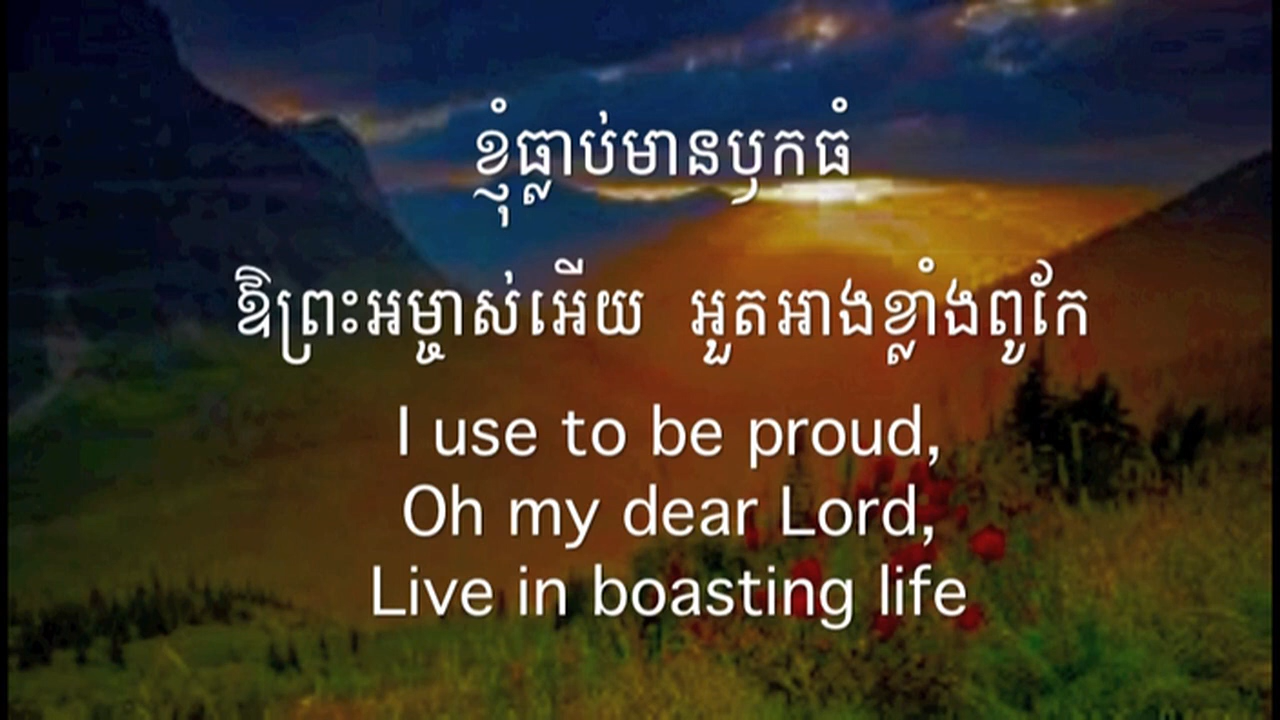 ខ្ញុំធ្លាប់មានឫកធំ
ឱព្រះអម្ចាស់អើយ អួតអាងខ្លាំងពូកែ
I use to be proud,
Oh my dear Lord,
Live in boasting life